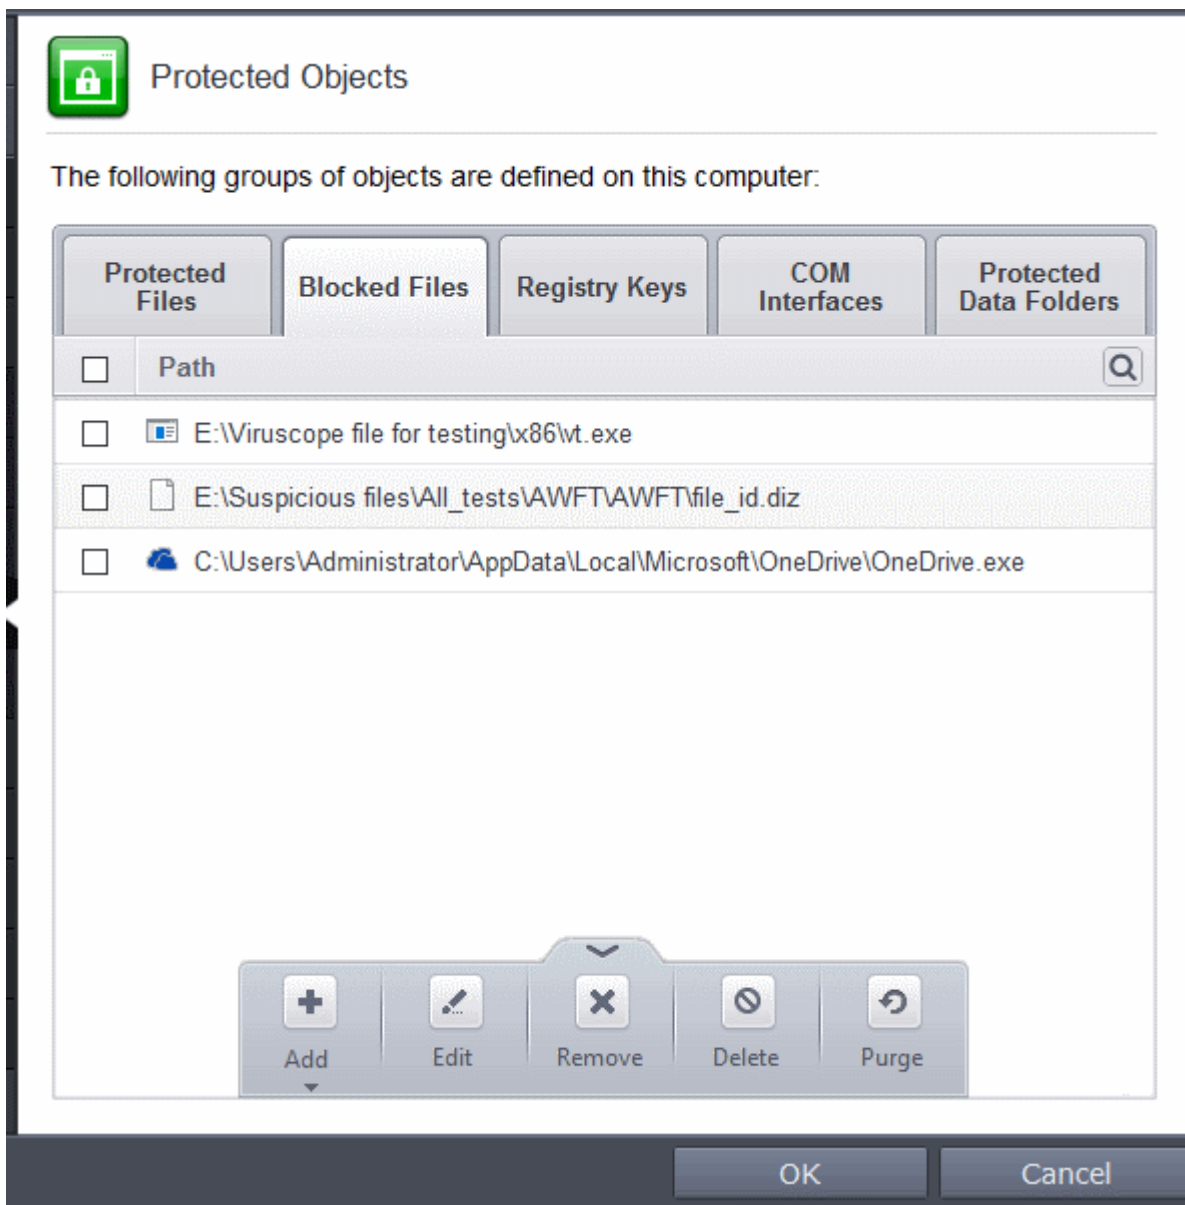 Protected Objects
The following groups of objects are defined on this computer:
Protected
Files
Blocked Files
Registry Keys
COM
Interfaces
Protected
Data Folders
Path
E:\Viruscope file for testing\x86\vt.exe
E:\Suspicious files\All_tests\AWFT\AWFT\file_id.diz
C:\Users\Administrator\AppData\Local\Microsoft\OneDrive\OneDrive.exe
Add
Edit
Remove
Delete
Purge
OK
Cancel